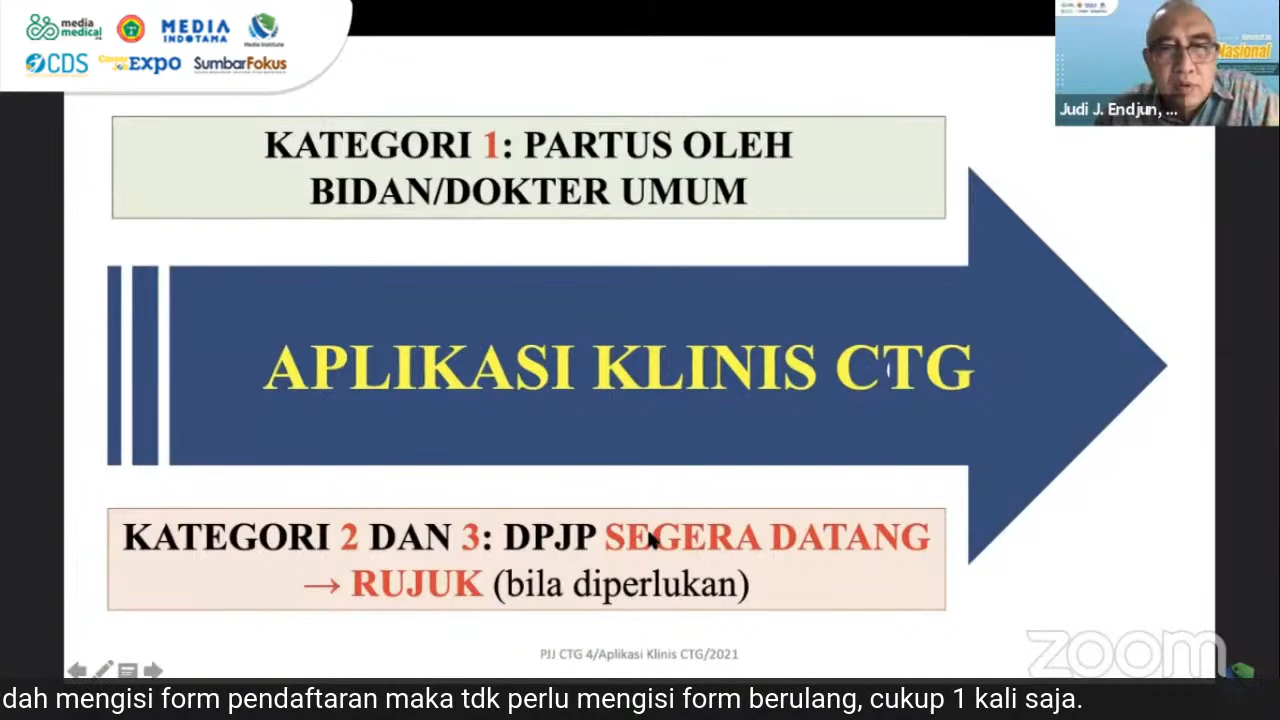 media
medical
MEDIA
INDOTAMA
Media Institute
CDS
Career
Expo
SumbarFokus
Nasional
Judi J. Endjun, ...
KATEGORI 1: PARTUS OLEH
BIDAN/DOKTER UMUM
APLIKASI KLINIS CTG
KATEGORI 2 DAN 3: DPJP SEGERA DATANG
→ RUJUK (bila diperlukan)
PJJ CTG 4/Aplikasi Klinis CTG/2021
zoom
dah mengisi form pendaftaran maka tdk perlu mengisi form berulang, cukup 1 kali saja.